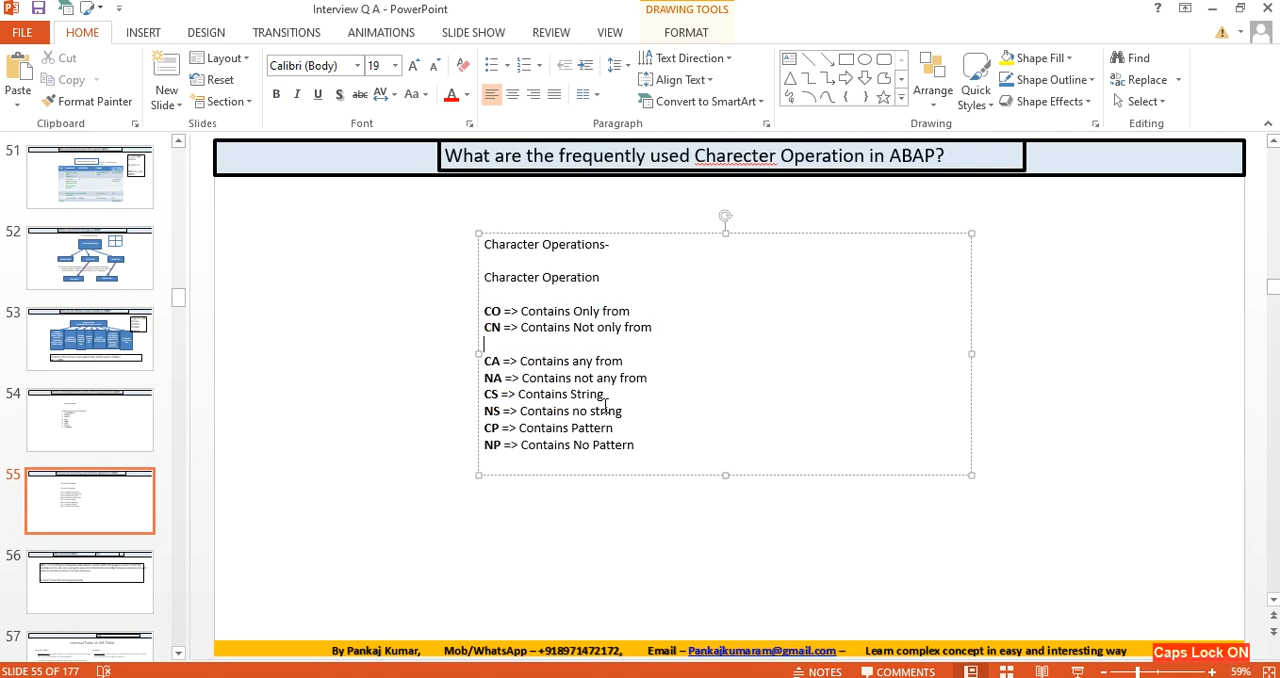 Interview Q A - PowerPoint
DRAWING TOOLS
FILE HOME INSERT DESIGN TRANSITIONS ANIMATIONS SLIDE SHOW REVIEW VIEW FORMAT
Cut
Copy
Format Painter
Paste
Clipboard
New Slide
Layout
Reset
Section
Slides
Calibri (Body) 19
B I U S abc AV Aa A
Font
Paragraph
Text Direction
Align Text
Convert to SmartArt
Arrange
Quick Styles
Shape Fill
Shape Outline
Shape Effects
Drawing
Find
Replace
Select
Editing
51
52
53
54
55
56
57
What are the frequently used Charecter Operation in ABAP?
Character Operations-
Character Operation
CO => Contains Only from
CN => Contains Not only from
CA => Contains any from
NA => Contains not any from
CS => Contains String
NS => Contains no string
CP => Contains Pattern
NP => Contains No Pattern
By Pankaj Kumar, Mob/WhatsApp – +918971472172, Email – Pankajkumaram@gmail.com – Learn complex concept in easy and interesting way
Caps Lock ON
SLIDE 55 OF 177 NOTES COMMENTS 59%